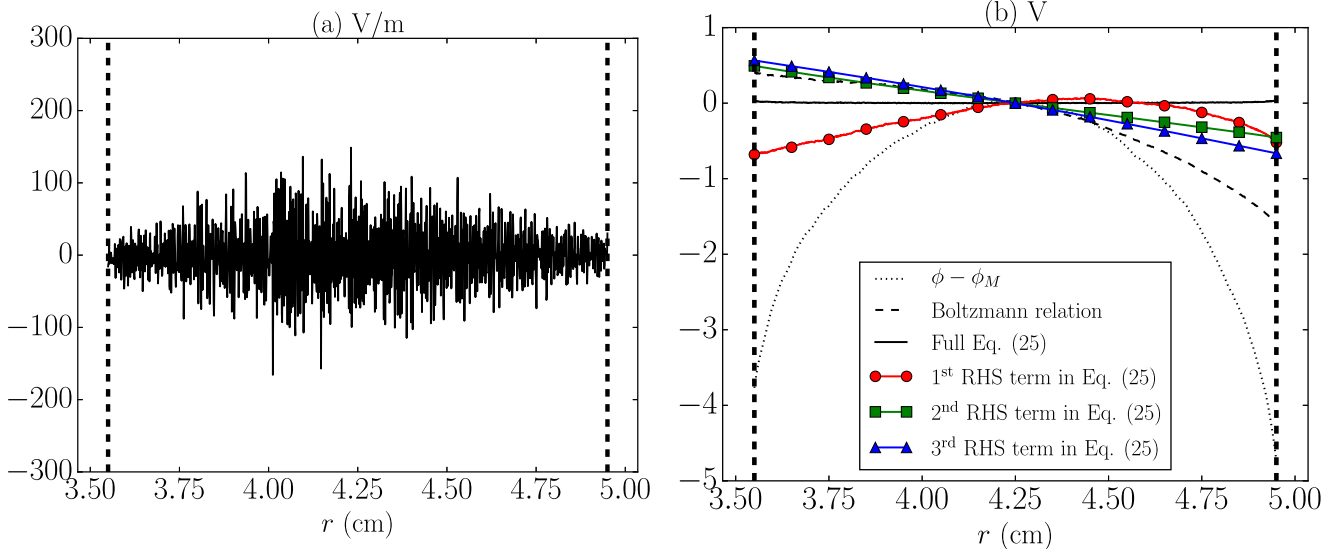 (a) V/m
300
200
100
0
−100
−200
−300
3.50 3.75 4.00 4.25 4.50 4.75 5.00
r (cm)
(b) V
1
0
−1
−2
−3
−4
−5
ϕ − ϕ_M
Boltzmann relation
Full Eq. (25)
1st RHS term in Eq. (25)
2nd RHS term in Eq. (25)
3rd RHS term in Eq. (25)
3.50 3.75 4.00 4.25 4.50 4.75 5.00
r (cm)